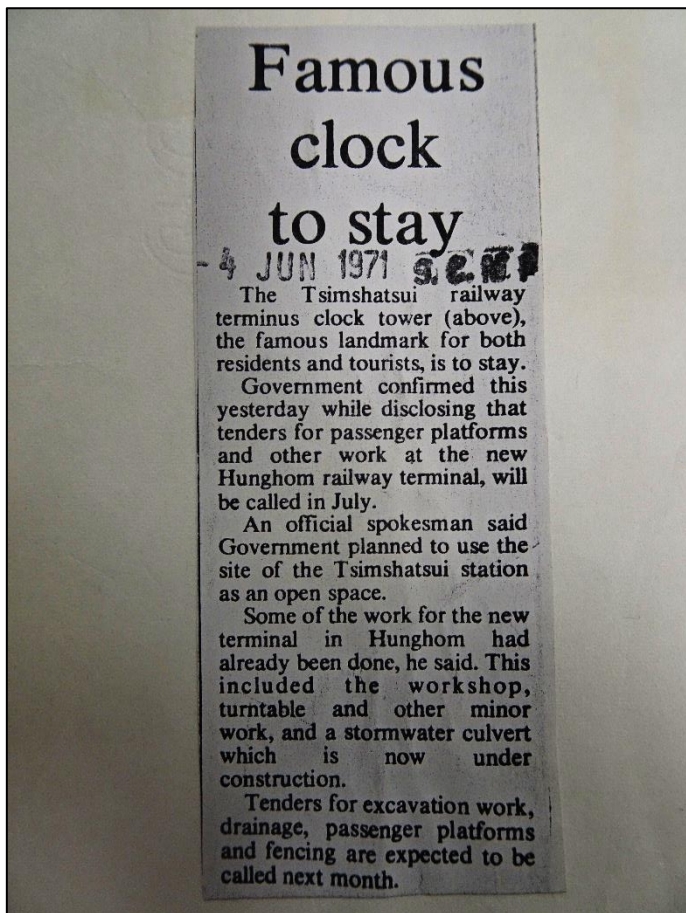 Famous
clock
to stay
- 4 JUN 1971 S.C.M.P
The Tsimshatsui railway
terminus clock tower (above),
the famous landmark for both
residents and tourists, is to stay.
Government confirmed this
yesterday while disclosing that
tenders for passenger platforms
and other work at the new
Hunghom railway terminal, will
be called in July.
An official spokesman said
Government planned to use the
site of the Tsimshatsui station
as an open space.
Some of the work for the new
terminal in Hunghom had
already been done, he said. This
included the workshop,
turntable and other minor
work, and a stormwater culvert
which is now under
construction.
Tenders for excavation work,
drainage, passenger platforms
and fencing are expected to be
called next month.